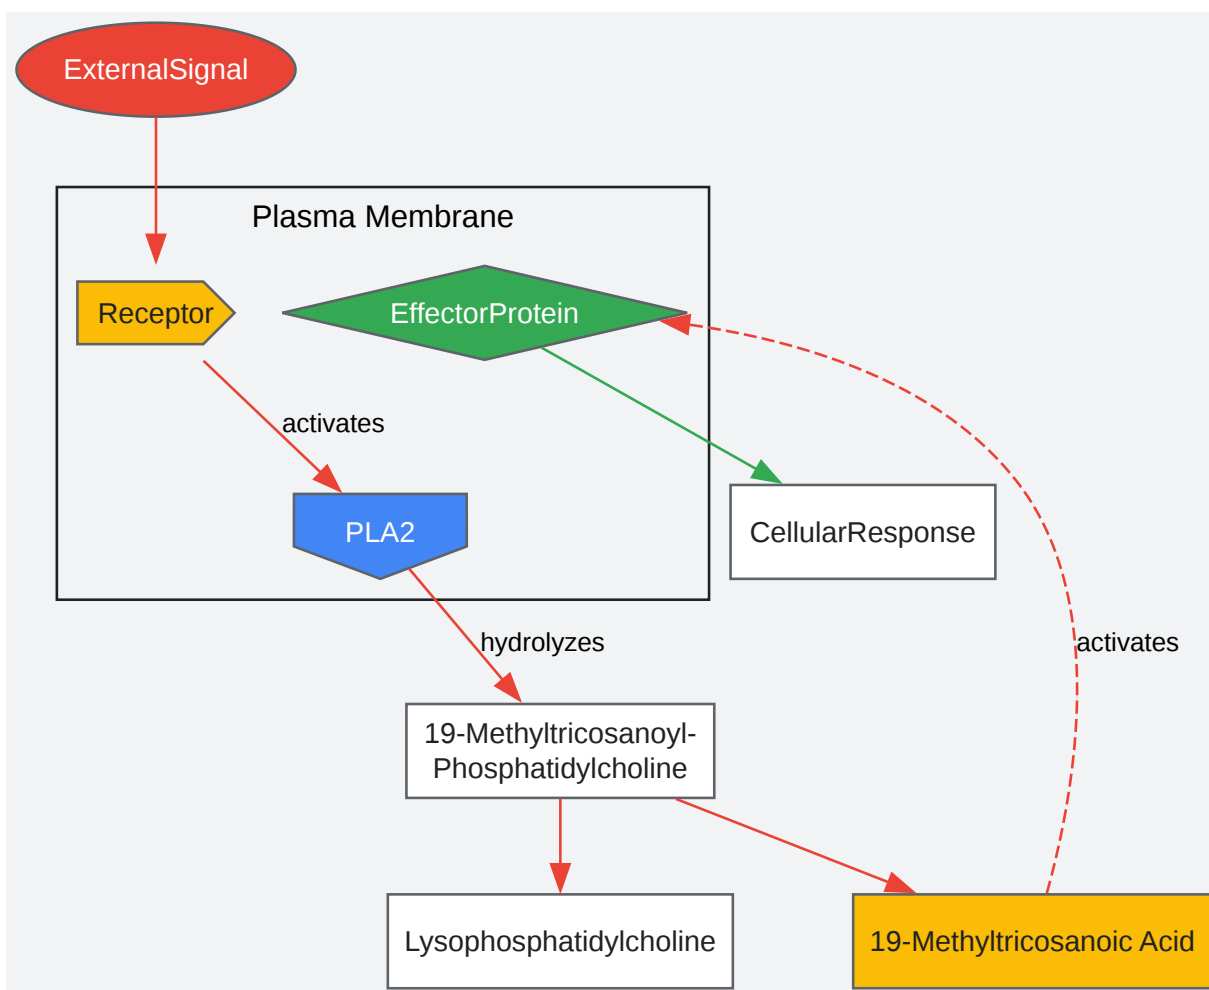 ExternalSignal
Plasma Membrane
Receptor
EffectorProtein
activates
PLA2
CellularResponse
hydrolyzes
activates
19-Methyltricosanoyl-
Phosphatidylcholine
Lysophosphatidylcholine
19-Methyltricosanoic Acid